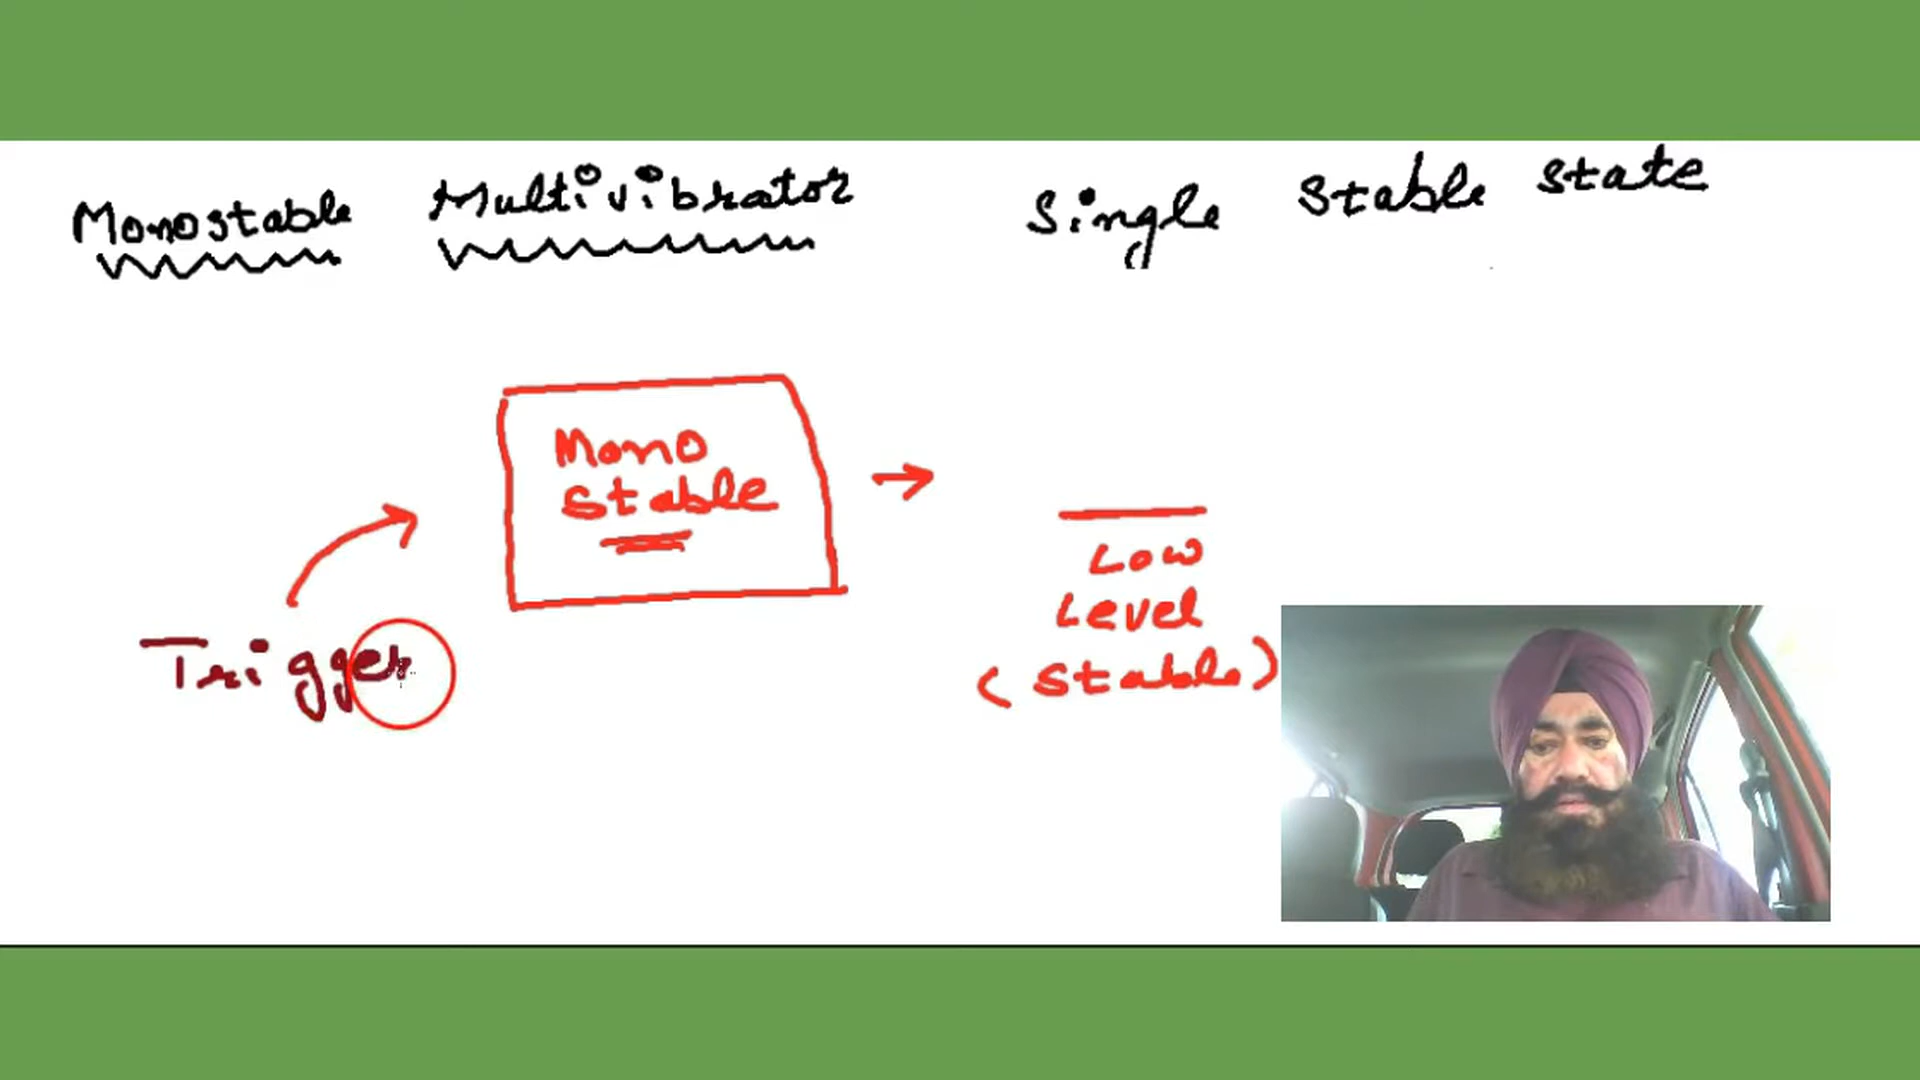 Monostable Multivibrator
Single Stable state
Mono
stable
Trigger
Low
Level
(stable)